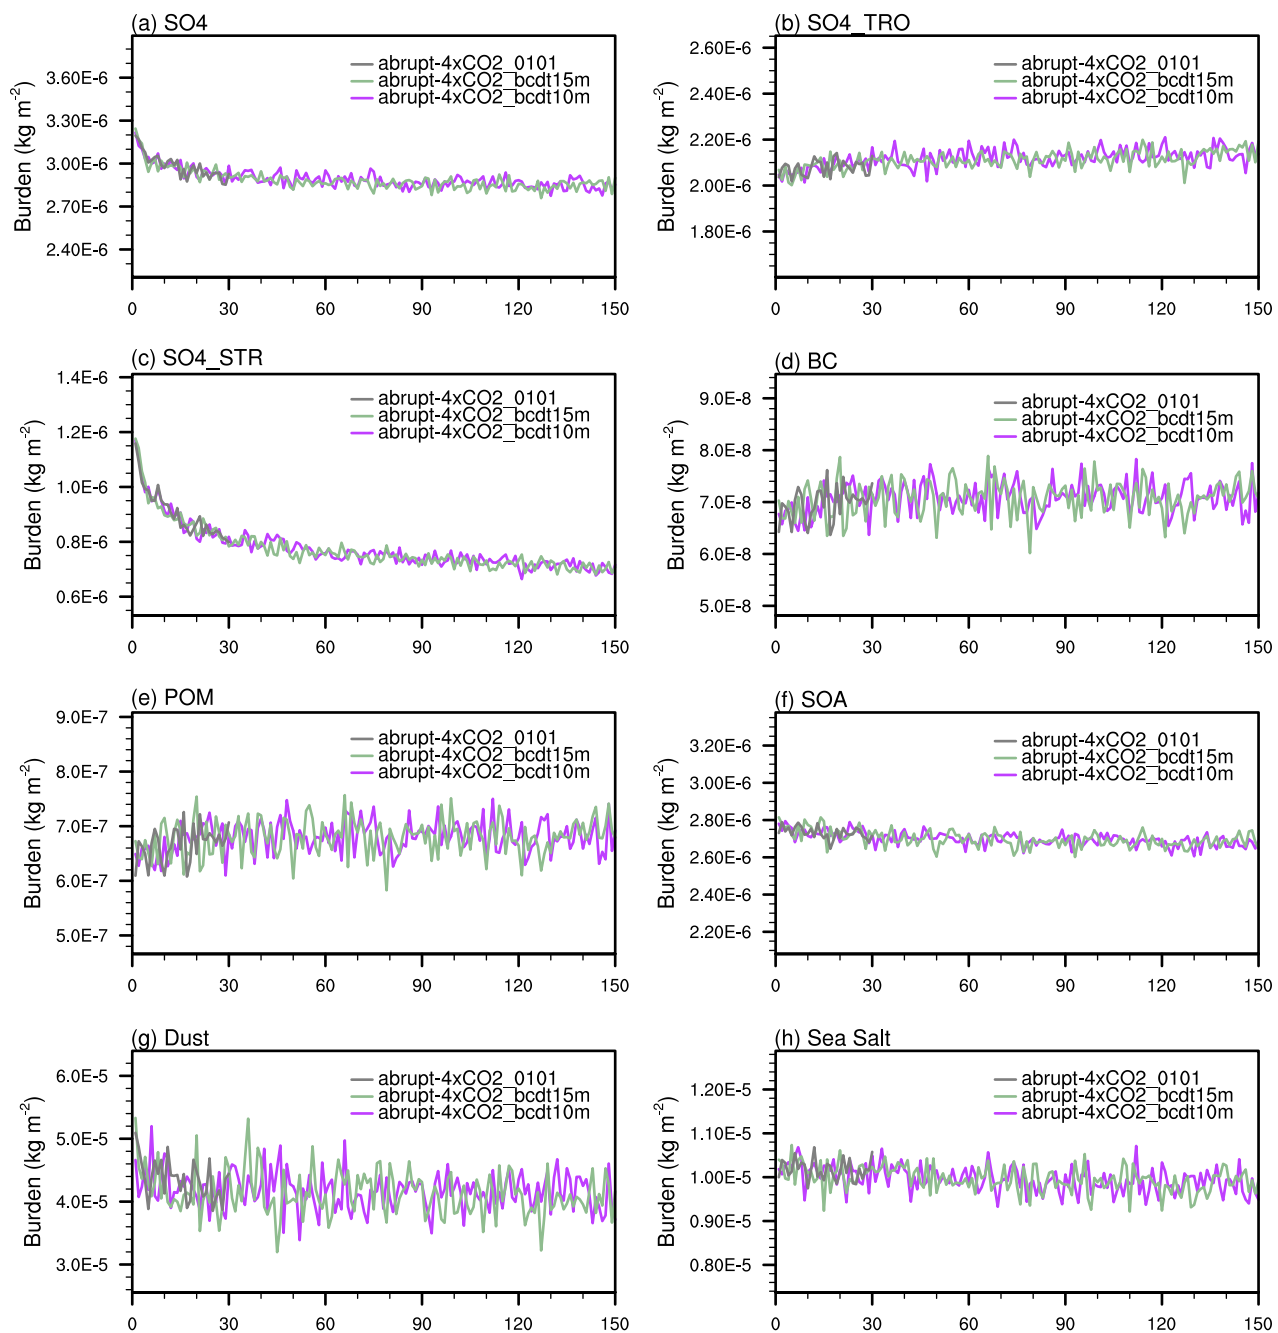 (a) SO4
abrupt-4xCO2_0101
abrupt-4xCO2_bcdt15m
abrupt-4xCO2_bcdt10m
Burden (kg m-2)
3.60E-6
3.30E-6
3.00E-6
2.70E-6
2.40E-6
0 30 60 90 120 150
(b) SO4_TRO
abrupt-4xCO2_0101
abrupt-4xCO2_bcdt15m
abrupt-4xCO2_bcdt10m
Burden (kg m-2)
2.60E-6
2.40E-6
2.20E-6
2.00E-6
1.80E-6
0 30 60 90 120 150
(c) SO4_STR
abrupt-4xCO2_0101
abrupt-4xCO2_bcdt15m
abrupt-4xCO2_bcdt10m
Burden (kg m-2)
1.4E-6
1.2E-6
1.0E-6
0.8E-6
0.6E-6
0 30 60 90 120 150
(d) BC
abrupt-4xCO2_0101
abrupt-4xCO2_bcdt15m
abrupt-4xCO2_bcdt10m
Burden (kg m-2)
9.0E-8
8.0E-8
7.0E-8
6.0E-8
5.0E-8
0 30 60 90 120 150
(e) POM
abrupt-4xCO2_0101
abrupt-4xCO2_bcdt15m
abrupt-4xCO2_bcdt10m
Burden (kg m-2)
9.0E-7
8.0E-7
7.0E-7
6.0E-7
5.0E-7
0 30 60 90 120 150
(f) SOA
abrupt-4xCO2_0101
abrupt-4xCO2_bcdt15m
abrupt-4xCO2_bcdt10m
Burden (kg m-2)
3.20E-6
3.00E-6
2.80E-6
2.60E-6
2.40E-6
2.20E-6
0 30 60 90 120 150
(g) Dust
abrupt-4xCO2_0101
abrupt-4xCO2_bcdt15m
abrupt-4xCO2_bcdt10m
Burden (kg m-2)
6.0E-5
5.0E-5
4.0E-5
3.0E-5
0 30 60 90 120 150
(h) Sea Salt
abrupt-4xCO2_0101
abrupt-4xCO2_bcdt15m
abrupt-4xCO2_bcdt10m
Burden (kg m-2)
1.20E-5
1.10E-5
1.00E-5
0.90E-5
0.80E-5
0 30 60 90 120 150